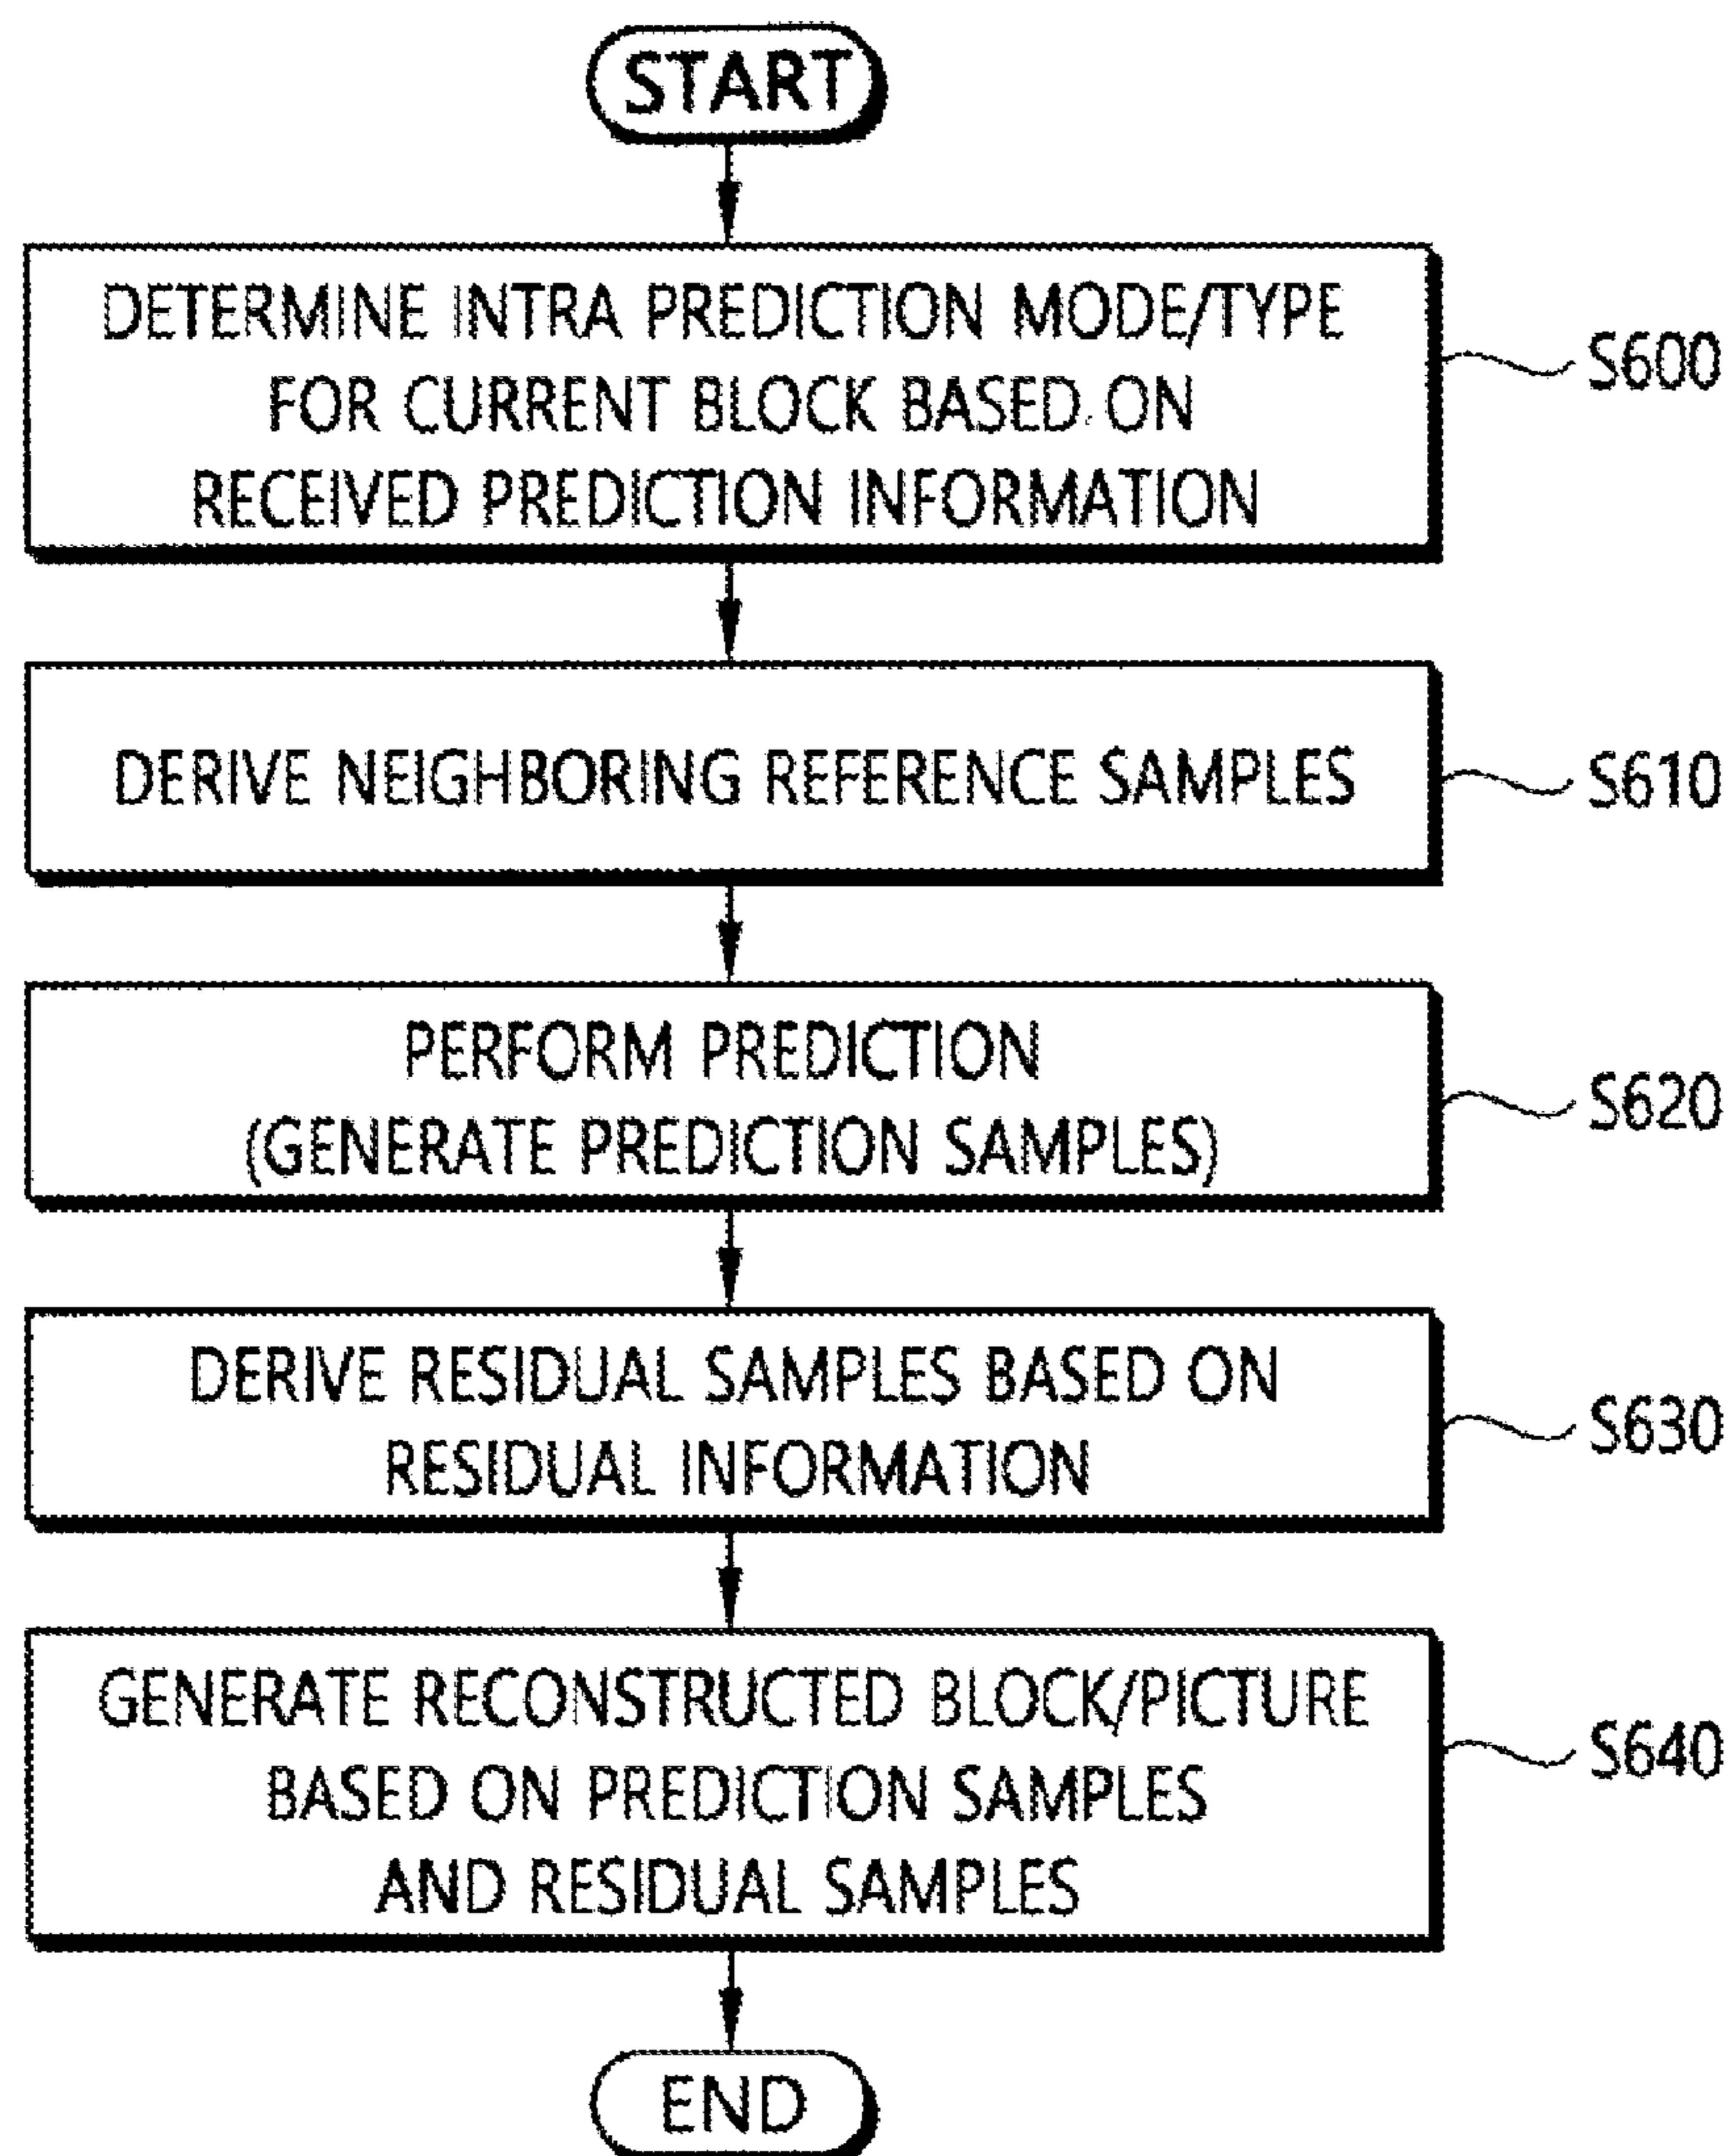 START
DETERMINE INTRA PREDICTION MODE/TYPE
FOR CURRENT BLOCK BASED ON
RECEIVED PREDICTION INFORMATION
S600
DERIVE NEIGHBORING REFERENCE SAMPLES
S610
PERFORM PREDICTION
(GENERATE PREDICTION SAMPLES)
S620
DERIVE RESIDUAL SAMPLES BASED ON
RESIDUAL INFORMATION
S630
GENERATE RECONSTRUCTED BLOCK/PICTURE
BASED ON PREDICTION SAMPLES
AND RESIDUAL SAMPLES
S640
END